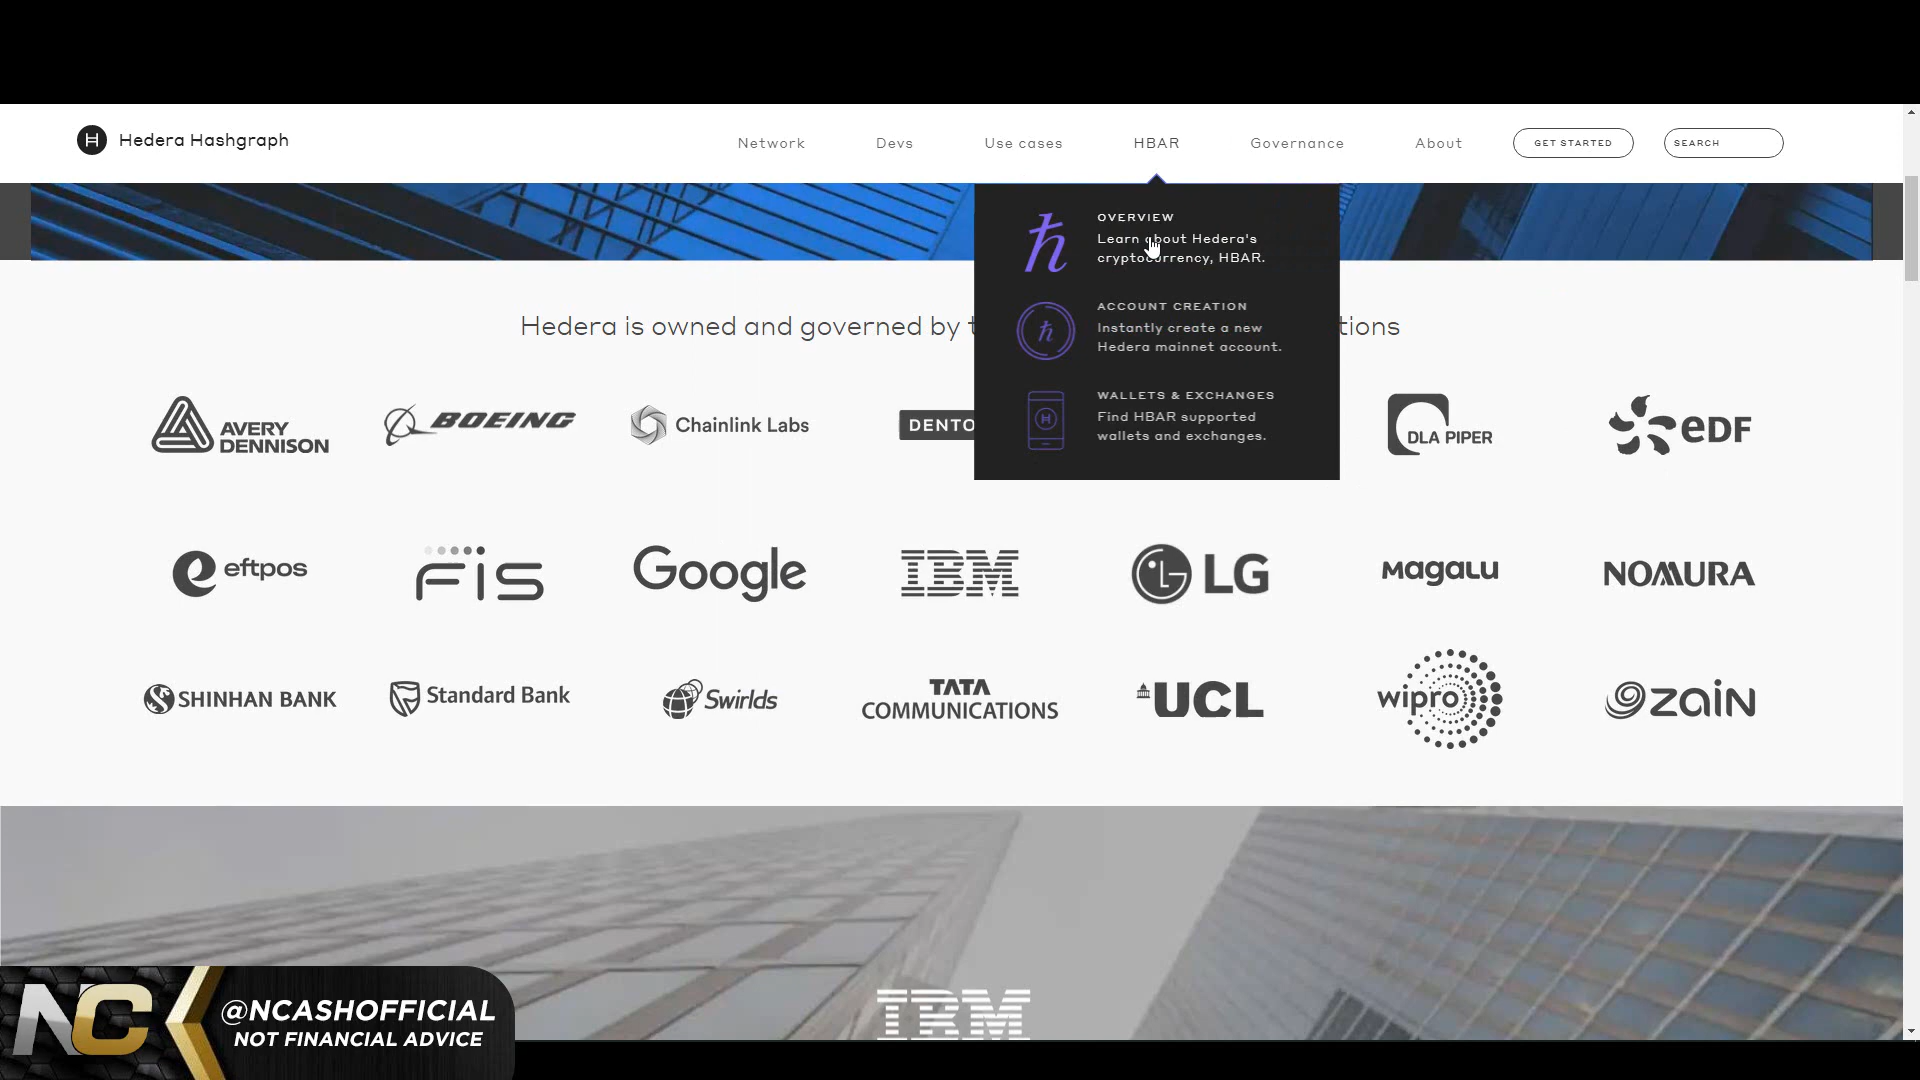 Hedera Hashgraph
Network
Devs
Use cases
HBAR
Governance
About
GET STARTED
SEARCH
OVERVIEW
Learn about Hedera's
cryptocurrency, HBAR.
ACCOUNT CREATION
Instantly create a new
Hedera mainnet account.
WALLETS & EXCHANGES
Find HBAR supported
wallets and exchanges.
Hedera is owned and governed by
AVERY
DENNISON
BOEING
Chainlink Labs
DLA PIPER
eDF
eftpos
FIS
Google
IBM
LG
Magalu
NOMURA
SHINHAN BANK
Standard Bank
Swirlds
TATA
COMMUNICATIONS
UCL
wipro
zain
IBM
NC
@NCASHOFFICIAL
NOT FINANCIAL ADVICE